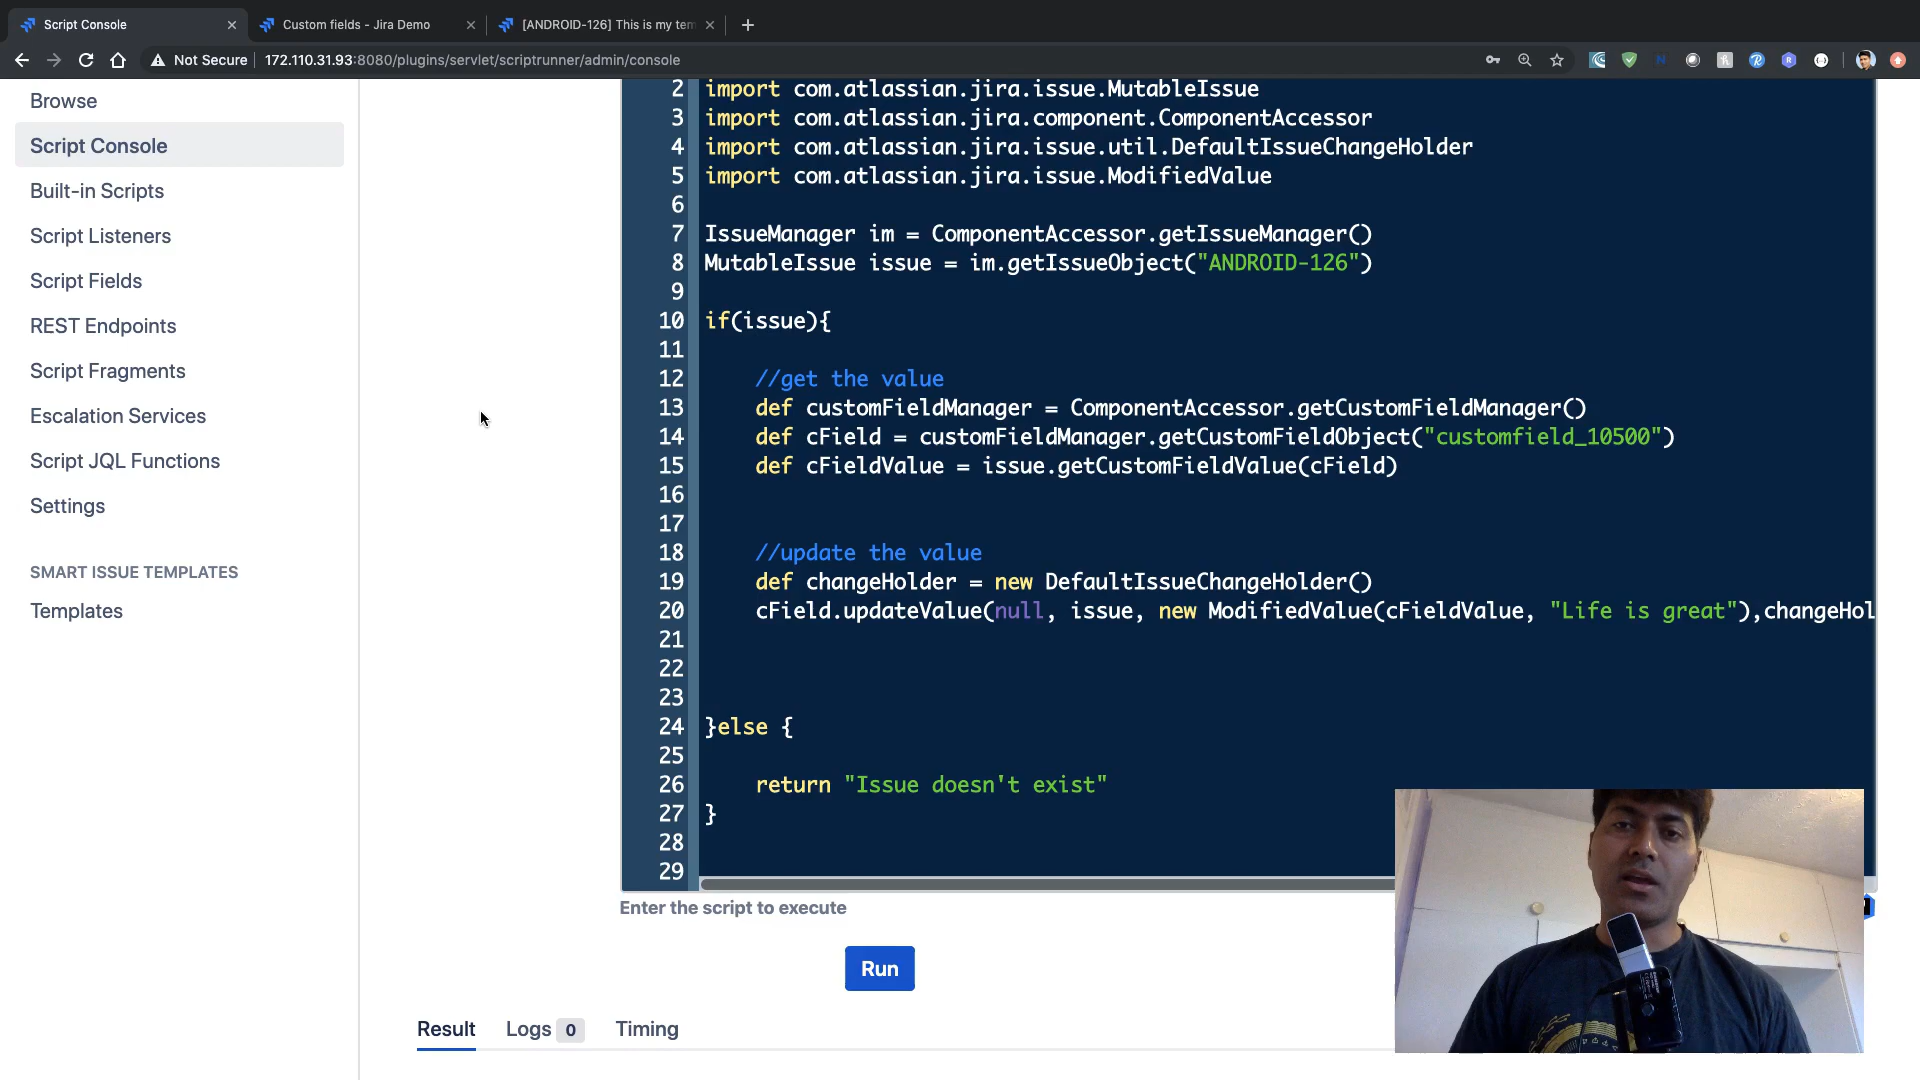 Script Console
Custom fields - Jira Demo
[ANDROID-126] This is my tem
Not Secure
172.110.31.93:8080/plugins/servlet/scriptrunner/admin/console
Browse
Script Console
Built-in Scripts
Script Listeners
Script Fields
REST Endpoints
Script Fragments
Escalation Services
Script JQL Functions
Settings
SMART ISSUE TEMPLATES
Templates
2 import com.atlassian.jira.issue.MutableIssue
3 import com.atlassian.jira.component.ComponentAccessor
4 import com.atlassian.jira.issue.util.DefaultIssueChangeHolder
5 import com.atlassian.jira.issue.ModifiedValue
6
7 IssueManager im = ComponentAccessor.getIssueManager()
8 MutableIssue issue = im.getIssueObject("ANDROID-126")
9
10 if(issue){
11
12 //get the value
13 def customFieldManager = ComponentAccessor.getCustomFieldManager()
14 def cField = customFieldManager.getCustomFieldObject("customfield_10500")
15 def cFieldValue = issue.getCustomFieldValue(cField)
16
17
18 //update the value
19 def changeHolder = new DefaultIssueChangeHolder()
20 cField.updateValue(null, issue, new ModifiedValue(cFieldValue, "Life is great"),changeHol
21
22
23
24 }else {
25
26 return "Issue doesn't exist"
27 }
28
29
Enter the script to execute
Run
Result
Logs 0
Timing